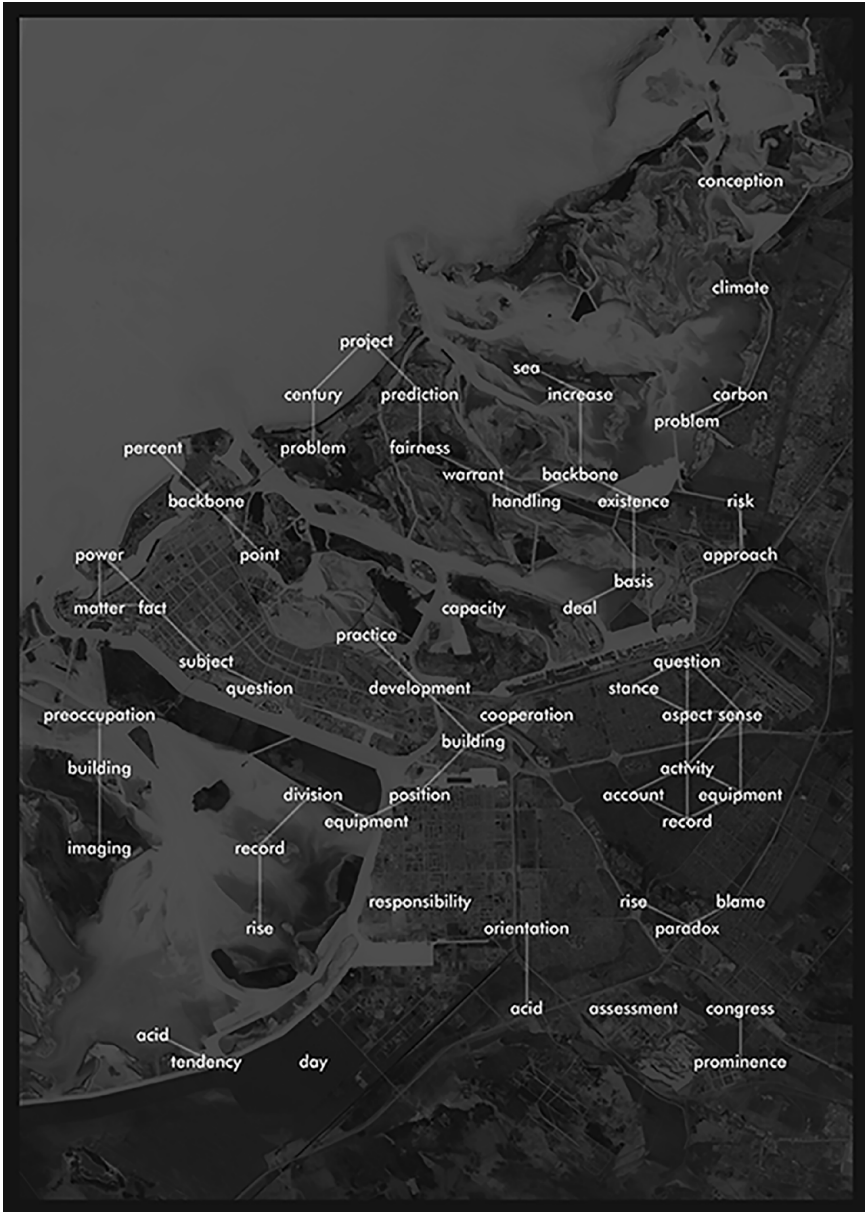 conception
climate
project
sea
century prediction increase carbon
problem
percent problem fairness
warrant backbone
backbone handling existence risk
power point approach
basis
matter fact capacity deal
practice
subject question
question development stance
preoccupation cooperation aspect sense
building
building activity
division position account equipment
equipment record
record imaging
responsibility rise blame
rise orientation paradox
acid assessment congress
acid
tendency day prominence